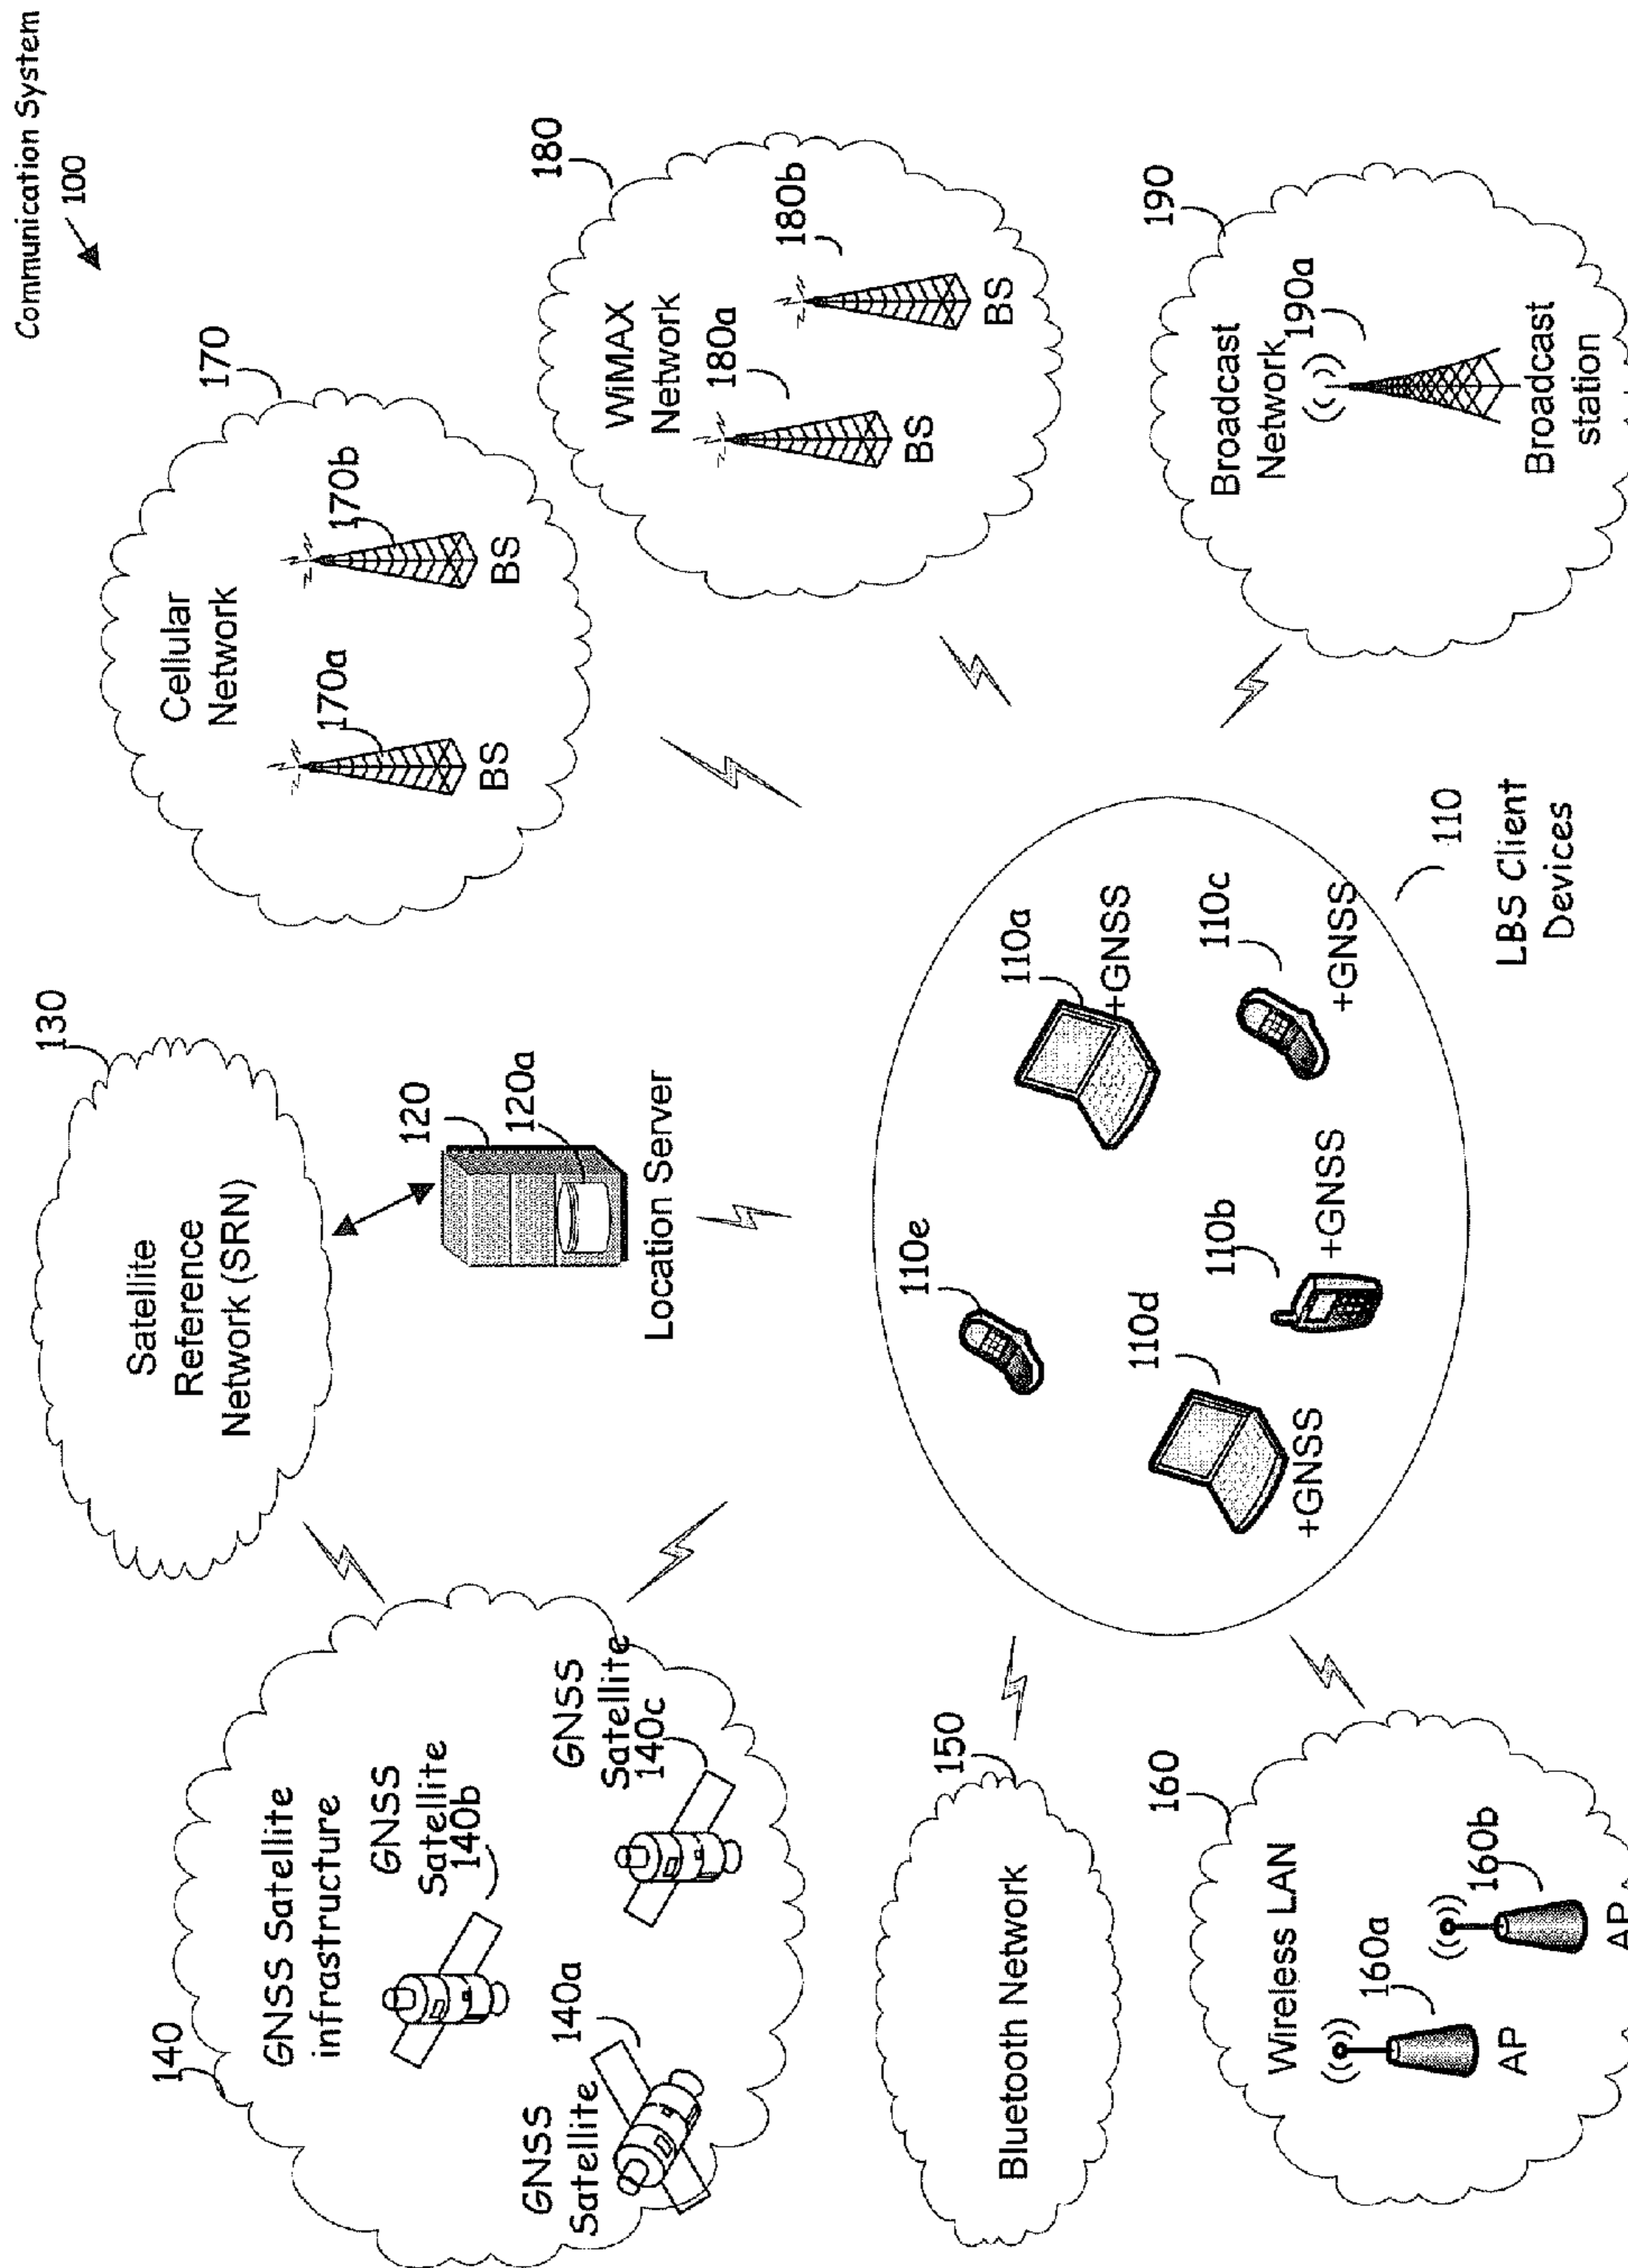 Communication System
100
130
Satellite
Reference
Network (SRN)
120
120a
Location Server
170
Cellular
Network
170a
170b
BS
BS
180
WiMAX
Network
180a
180b
BS
BS
190
Broadcast
Network
190a
Broadcast
station
140
GNSS Satellite
infrastructure
GNSS
Satellite
140b
GNSS
Satellite
140c
GNSS
Satellite
140a
150
Bluetooth Network
160
Wireless LAN
160a
160b
AP
AP
110e
110a
+GNSS
110d
+GNSS
110b
+GNSS
110c
+GNSS
110
LBS Client
Devices